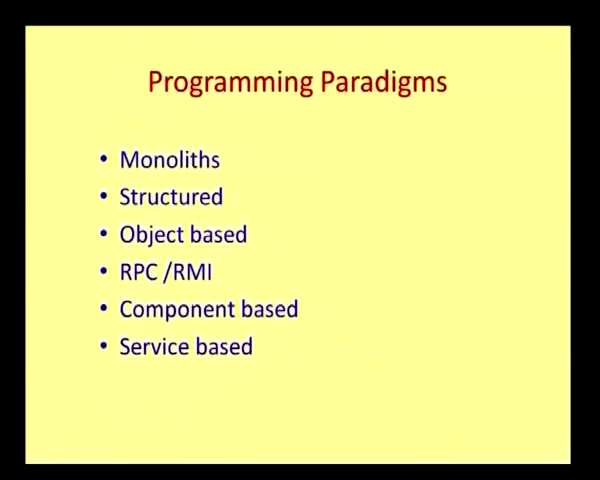 Programming Paradigms
• Monoliths
• Structured
• Object based
• RPC /RMI
• Component based
• Service based